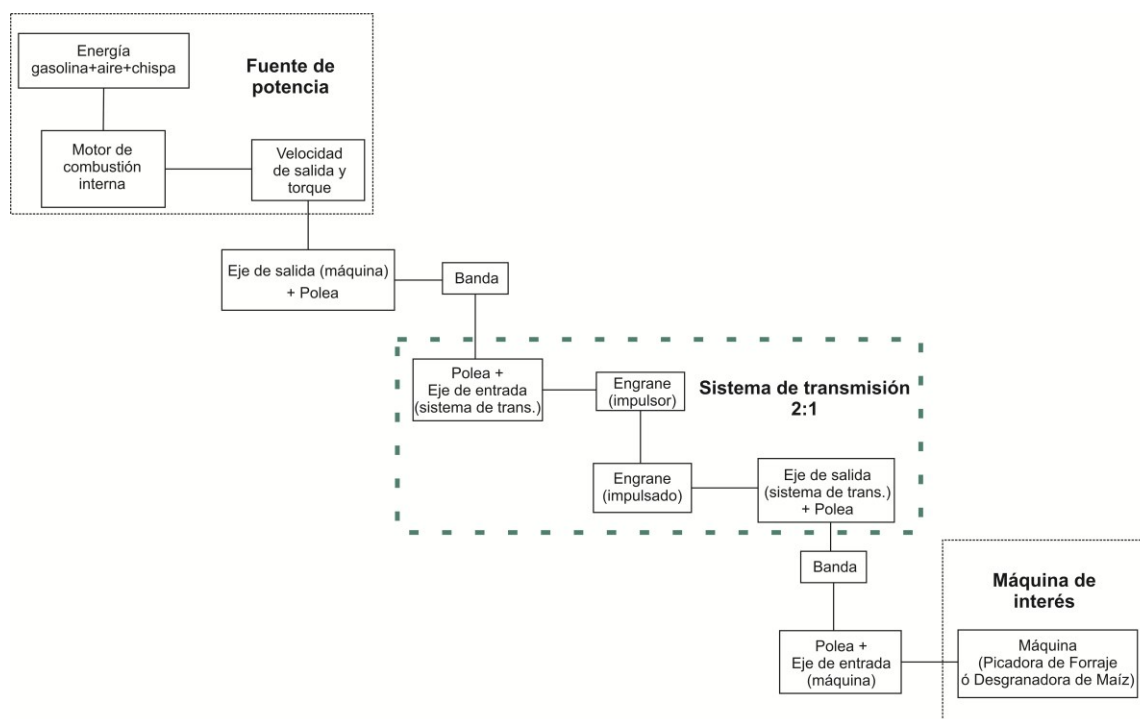 Energía
gasolina+aire+chispa
Fuente de
potencia
Motor de
combustión
interna
Velocidad
de salida y
torque
Eje de salida (máquina)
+ Polea
Banda
Polea +
Eje de entrada
(sistema de trans.)
Engrane
(impulsor)
Sistema de transmisión
2:1
Engrane
(impulsado)
Eje de salida
(sistema de trans.)
+ Polea
Banda
Máquina de
interés
Polea +
Eje de entrada
(máquina)
Máquina
(Picadora de Forraje
ó Desgranadora de Maíz)